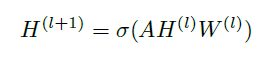 H^{(l+1)} = σ(AH^{(l)}W^{(l)})